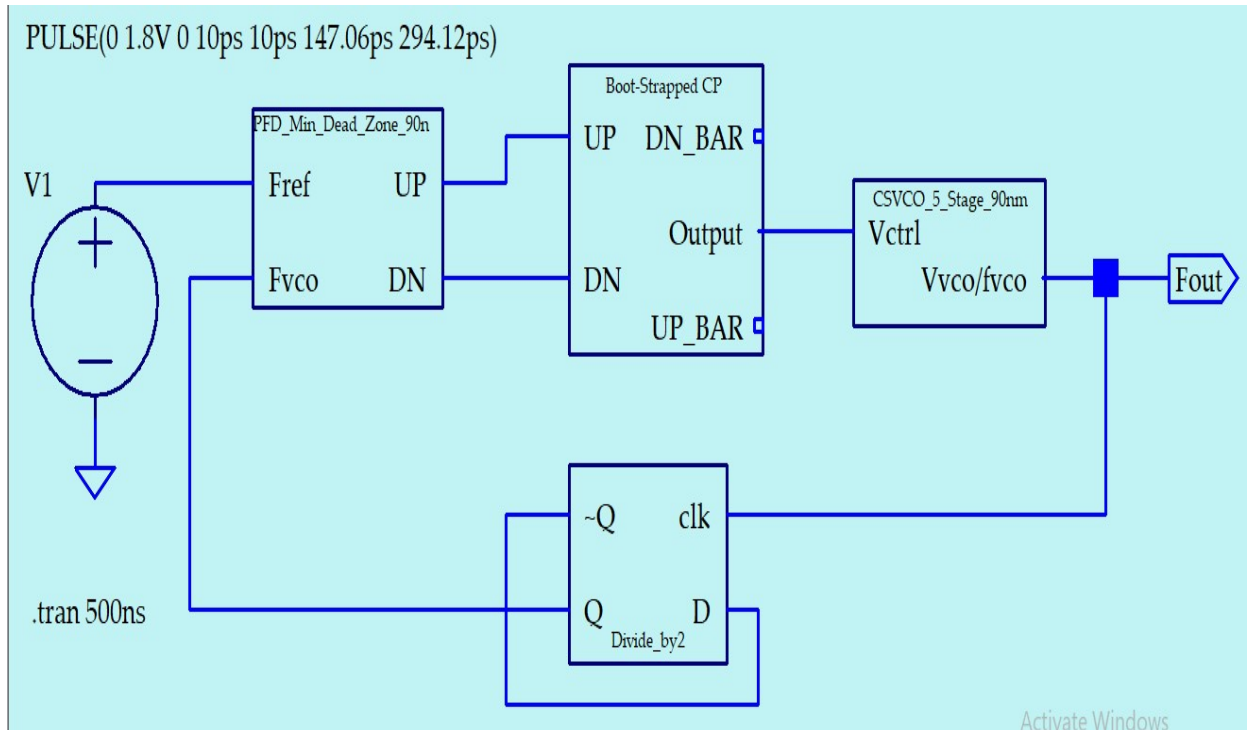 PULSE(0 1.8V 0 10ps 10ps 147.06ps 294.12ps)
V1
PFD_Min_Dead_Zone_90n
Fref
UP
Fvco
DN
Boot-Strapped CP
UP
DN_BAR
Output
DN
UP_BAR
CSVCO_5_Stage_90nm
Vctrl
Vvco/fvco
Fout
~Q
clk
Q
D
Divide_by2
.tran 500ns
Activate Windows